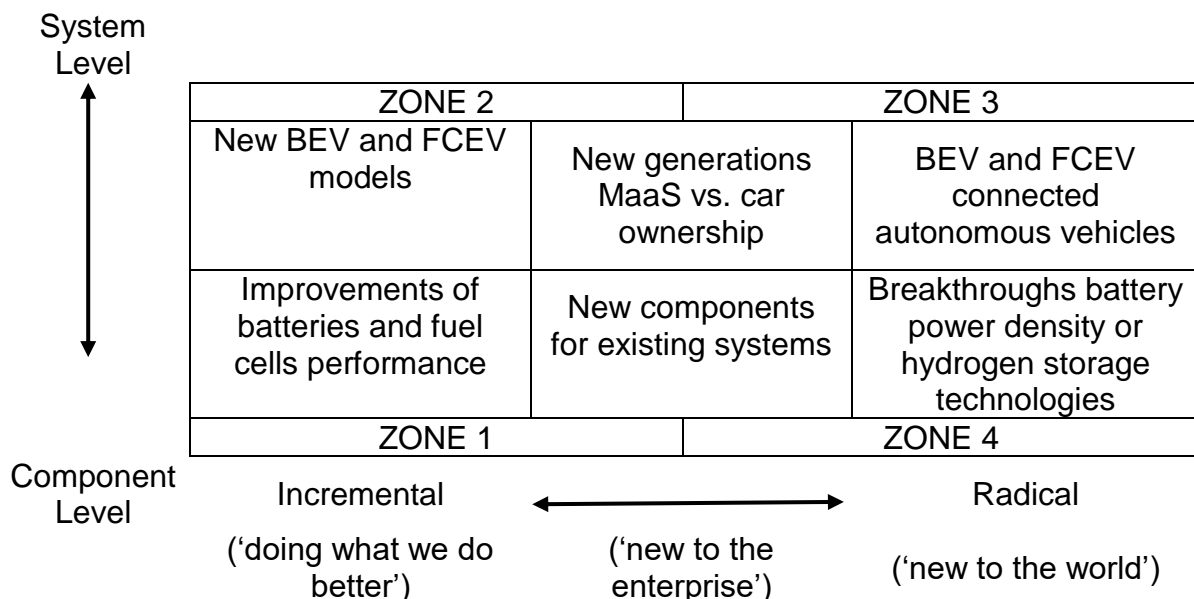 System
Level
ZONE 2
ZONE 3
New BEV and FCEV
models
New generations
MaaS vs. car
ownership
BEV and FCEV
connected
autonomous vehicles
Improvements of
batteries and fuel
cells performance
New components
for existing systems
Breakthroughs battery
power density or
hydrogen storage
technologies
ZONE 1
ZONE 4
Component
Level
Incremental
Radical
(‘doing what we do
better’)
(‘new to the
enterprise’)
(‘new to the world’)